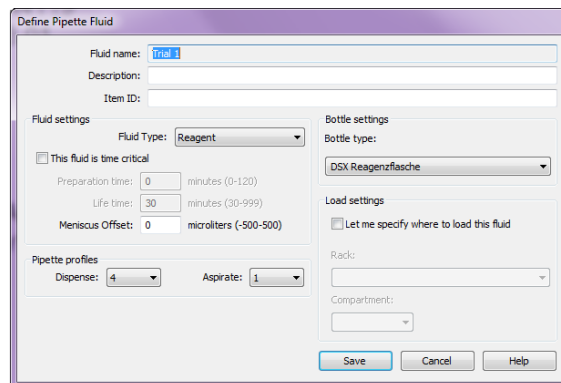 Define Pipette Fluid
Fluid name: Trial 1
Description:
Item ID:
Fluid settings
Fluid Type: Reagent
This fluid is time critical
Preparation time: 0 minutes (0-120)
Life time: 30 minutes (30-999)
Meniscus Offset: 0 microliters (-500-500)
Pipette profiles
Dispense: 4 Aspirate: 1
Bottle settings
Bottle type:
DSX Reagenzflasche
Load settings
Let me specify where to load this fluid
Rack:
Compartment:
Save Cancel Help